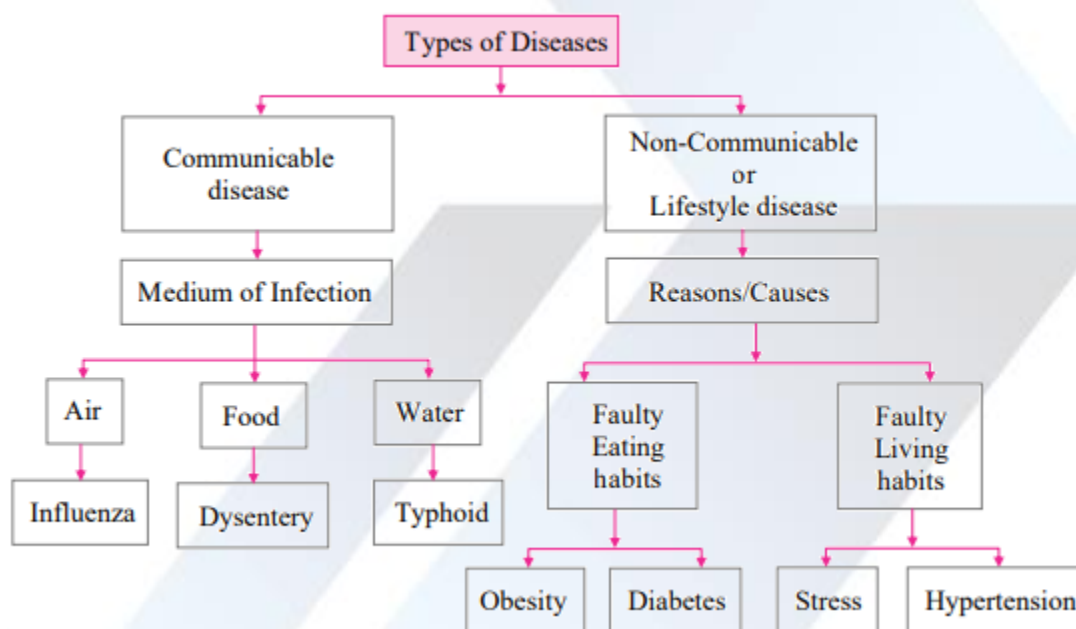 Types of Diseases
Communicable
disease
Non-Communicable
or
Lifestyle disease
Medium of Infection
Reasons/Causes
Air
Food
Water
Faulty
Eating
habits
Faulty
Living
habits
Influenza
Dysentery
Typhoid
Obesity
Diabetes
Stress
Hypertension